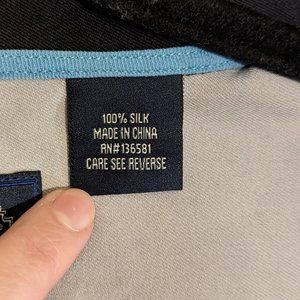 100% SILK
MADE IN CHINA
RN#136581
CARE SEE REVERSE